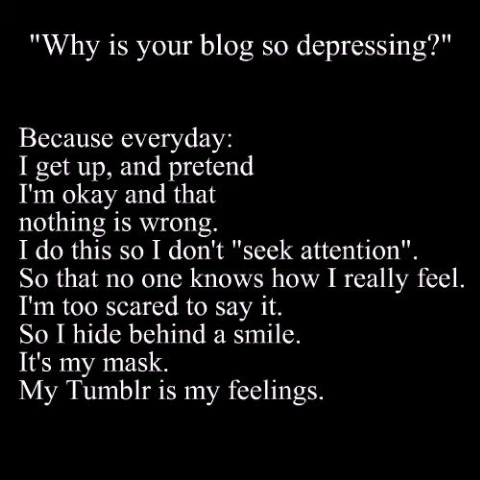 "Why is your blog so depressing?"
Because everyday:
I get up, and pretend
I'm okay and that
nothing is wrong.
I do this so I don't "seek attention".
So that no one knows how I really feel.
I'm too scared to say it.
So I hide behind a smile.
It's my mask.
My Tumblr is my feelings.